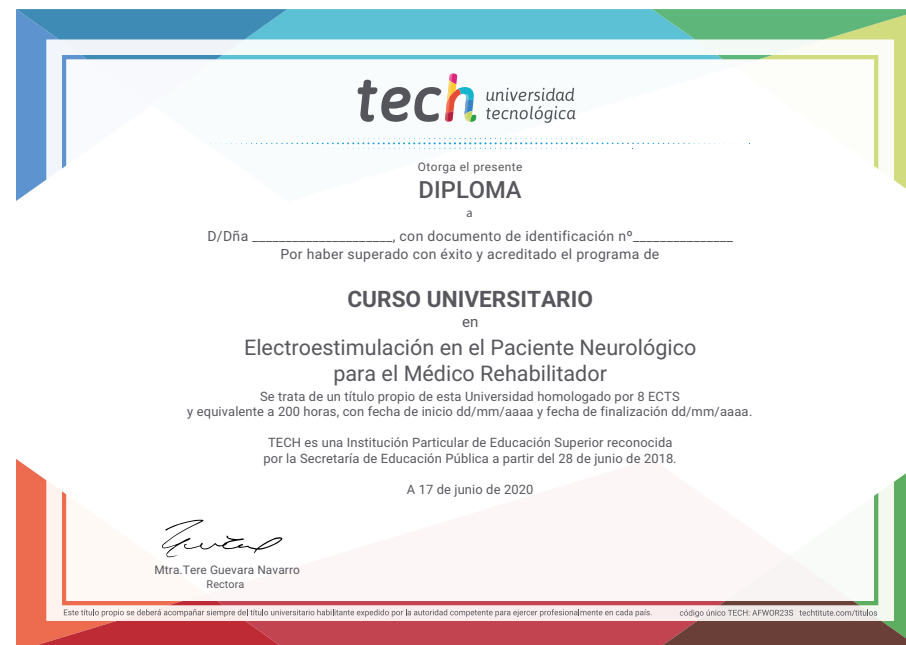 tech universidad
tecnológica
Otorga el presente
DIPLOMA
a
D/Dña _____________________, con documento de identificación nº_______________
Por haber superado con éxito y acreditado el programa de
CURSO UNIVERSITARIO
en
Electroestimulación en el Paciente Neurológico
para el Médico Rehabilitador
Se trata de un título propio de esta Universidad homologado por 8 ECTS
y equivalente a 200 horas, con fecha de inicio dd/mm/aaaa y fecha de finalización dd/mm/aaaa.
TECH es una Institución Particular de Educación Superior reconocida
por la Secretaría de Educación Pública a partir del 28 de junio de 2018.
A 17 de junio de 2020
Mtra.Tere Guevara Navarro
Rectora
Este título propio se deberá acompañar siempre del título universitario habilitante expedido por la autoridad competente para ejercer profesionalmente en cada país. código único TECH: AFWOR23S techtitute.com/titulos